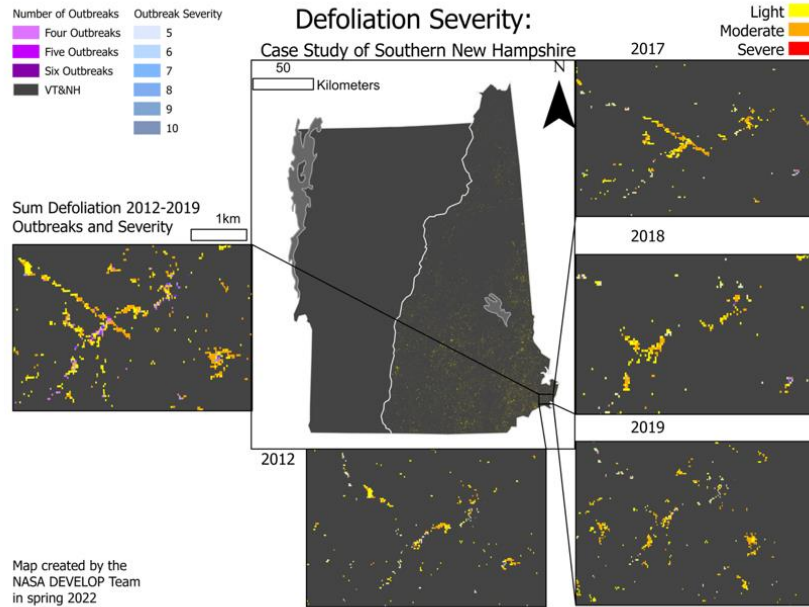 Defoliation Severity:
Case Study of Southern New Hampshire
Number of Outbreaks
Four Outbreaks
Five Outbreaks
Six Outbreaks
VT&NH
Outbreak Severity
5
6
7
8
9
10
Light
Moderate
Severe
50
Kilometers
N
2017
Sum Defoliation 2012-2019
Outbreaks and Severity
1km
2018
2012
2019
Map created by the
NASA DEVELOP Team
in spring 2022